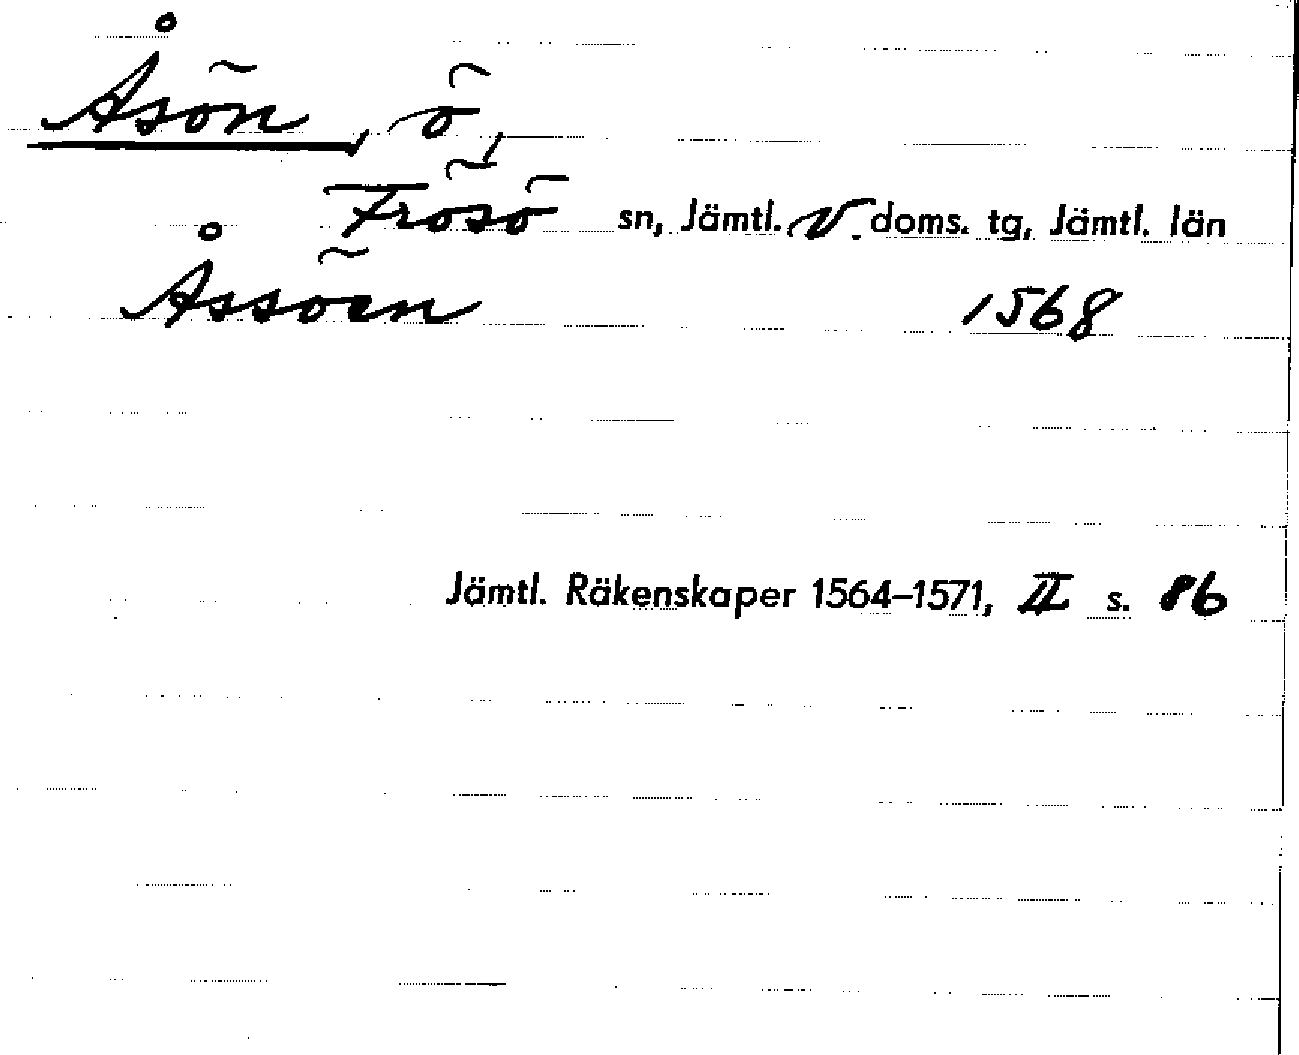 Åsön, ö,
Frösö sn, Jämtl. V. doms. tg, Jämtl. län
Åssöen 1568
Jämtl. Räkenskaper 1564–1571, II s. 86